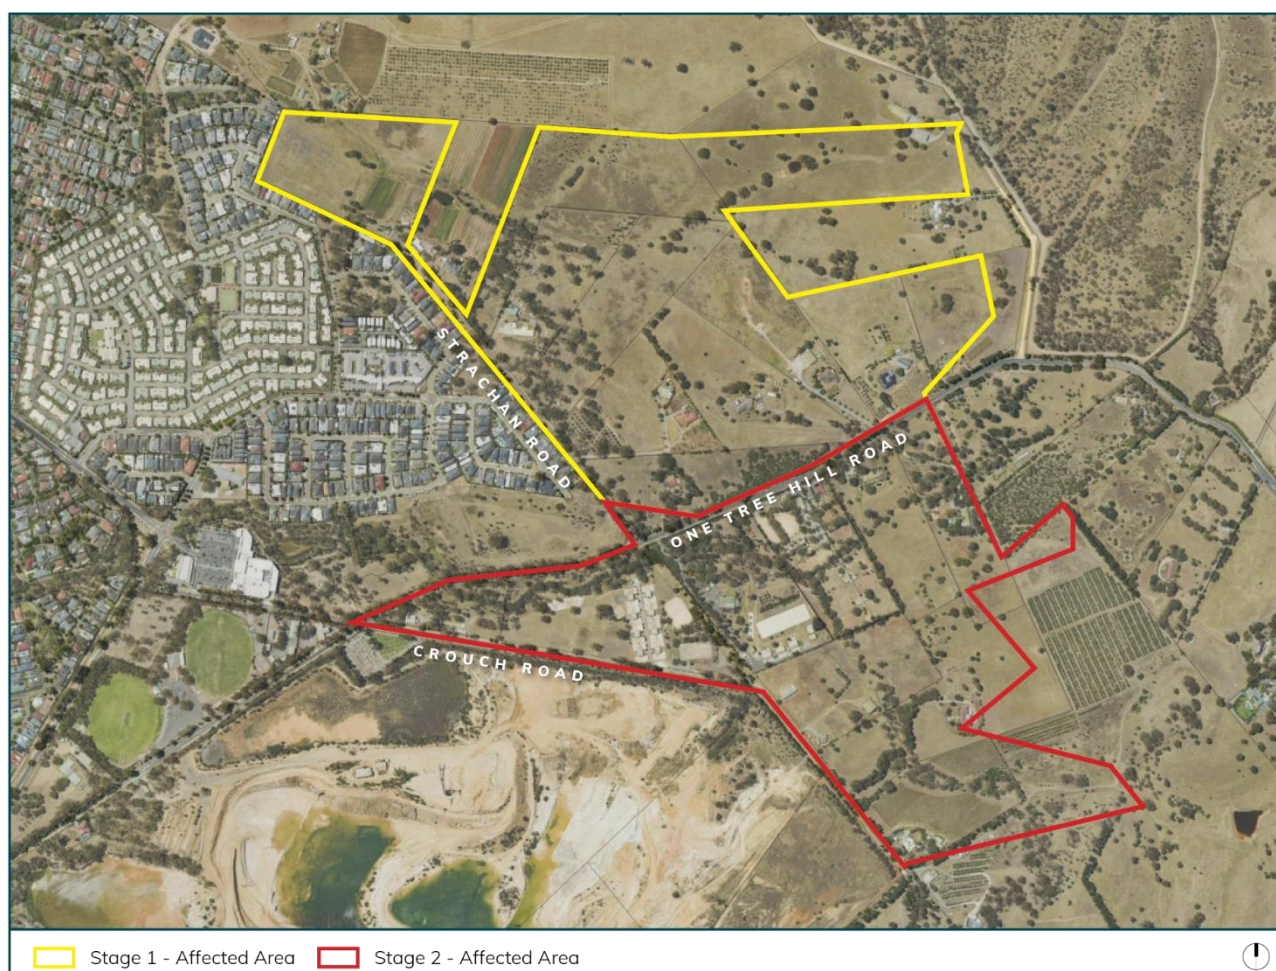 STRACHAN ROAD
ONE TREE HILL ROAD
CROUCH ROAD
Stage 1 - Affected Area
Stage 2 - Affected Area